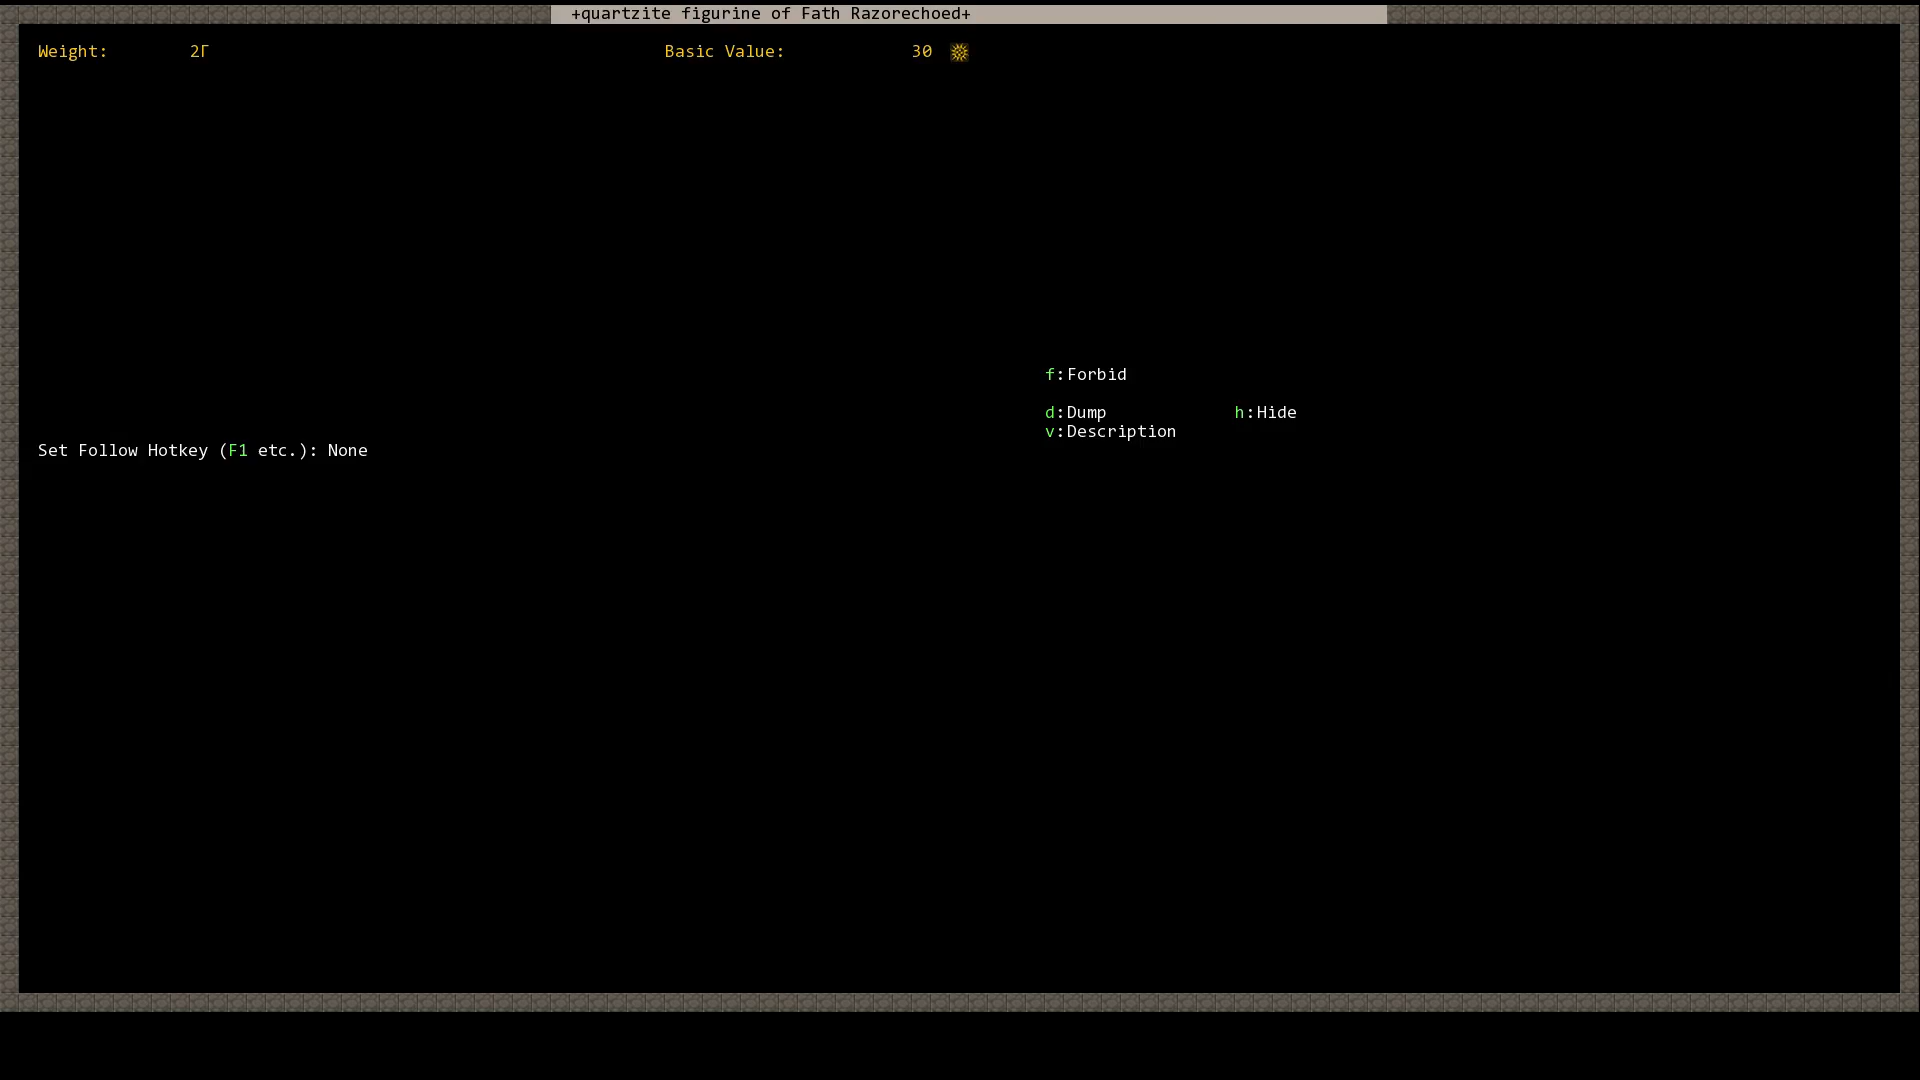 +quartzite figurine of Fath Razorechoed+
Weight: 2Γ Basic Value: 30 ☼
f:Forbid
d:Dump h:Hide
v:Description
Set Follow Hotkey (F1 etc.): None